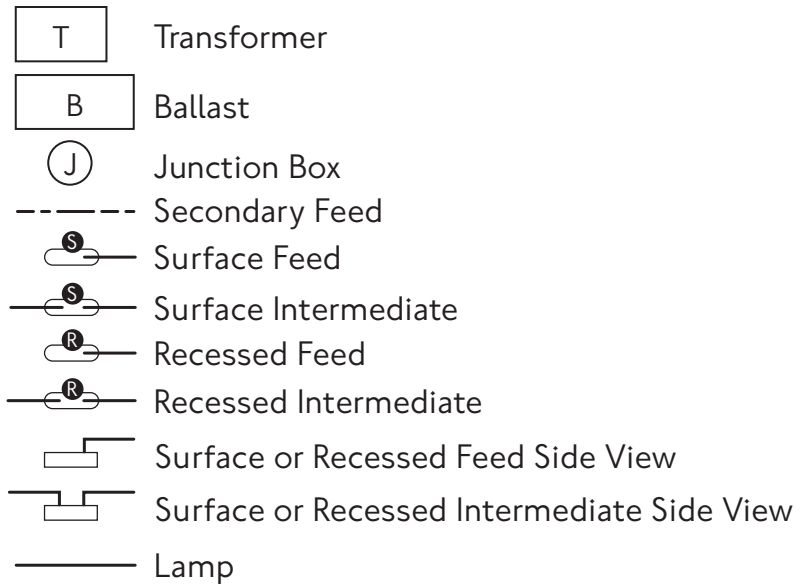 T Transformer
B Ballast
J Junction Box
Secondary Feed
S Surface Feed
S Surface Intermediate
R Recessed Feed
R Recessed Intermediate
Surface or Recessed Feed Side View
Surface or Recessed Intermediate Side View
Lamp